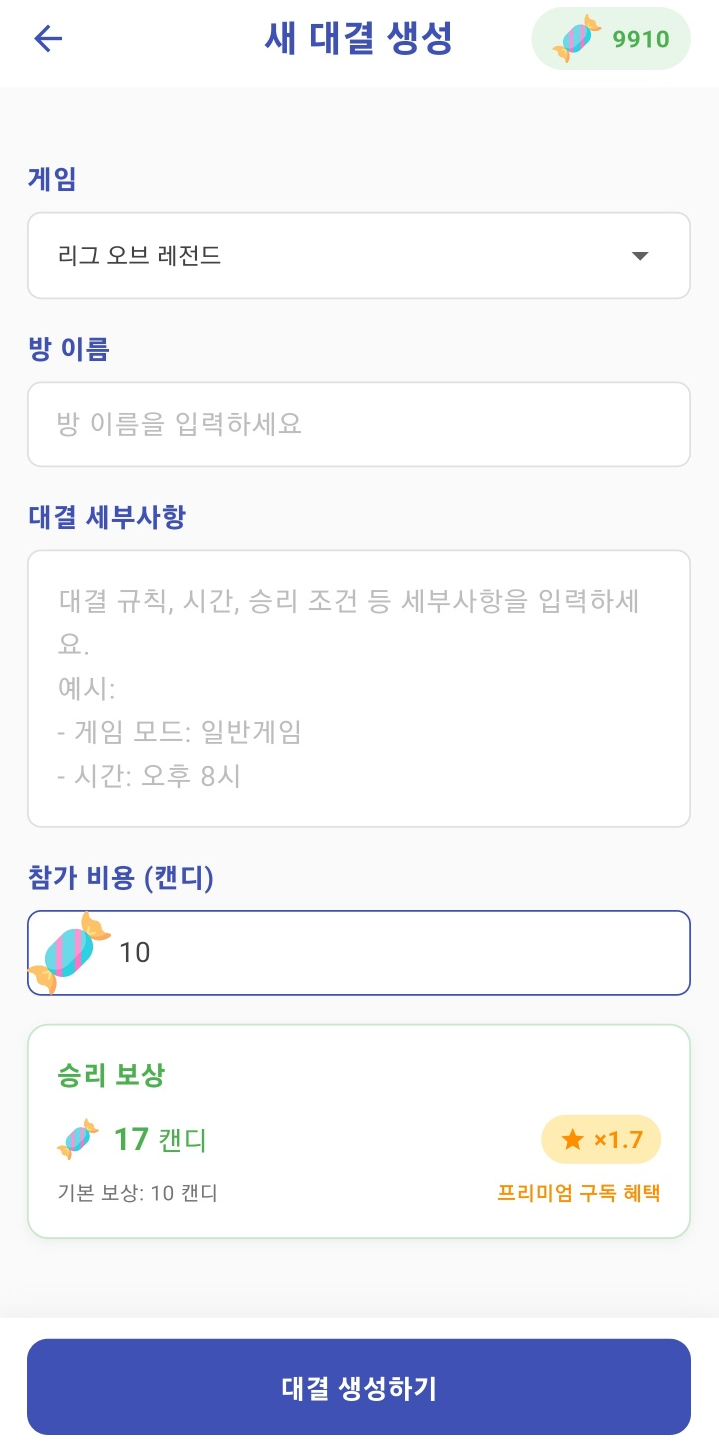 새 대결 생성
9910
게임
리그 오브 레전드
방 이름
방 이름을 입력하세요
대결 세부사항
대결 규칙, 시간, 승리 조건 등 세부사항을 입력하세
요.
예시:
- 게임 모드: 일반게임
- 시간: 오후 8시
참가 비용 (캔디)
10
승리 보상
17 캔디
×1.7
기본 보상: 10 캔디
프리미엄 구독 혜택
대결 생성하기